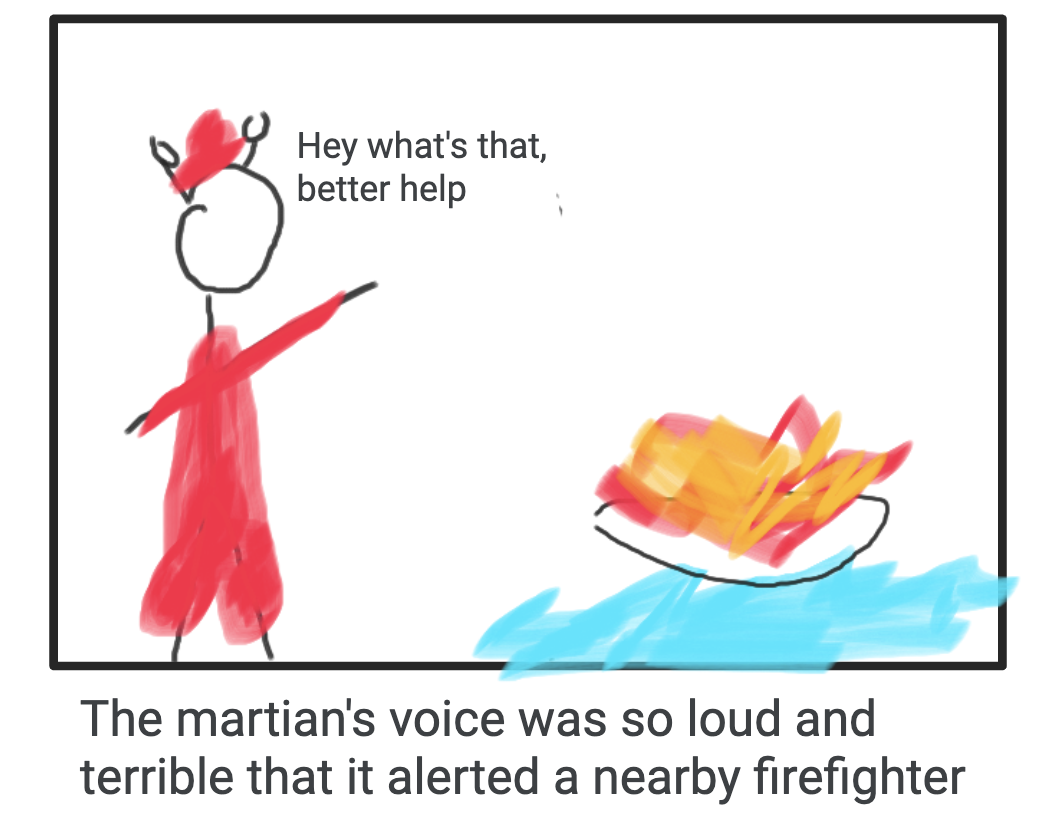 Hey what's that,
better help
The martian's voice was so loud and
terrible that it alerted a nearby firefighter